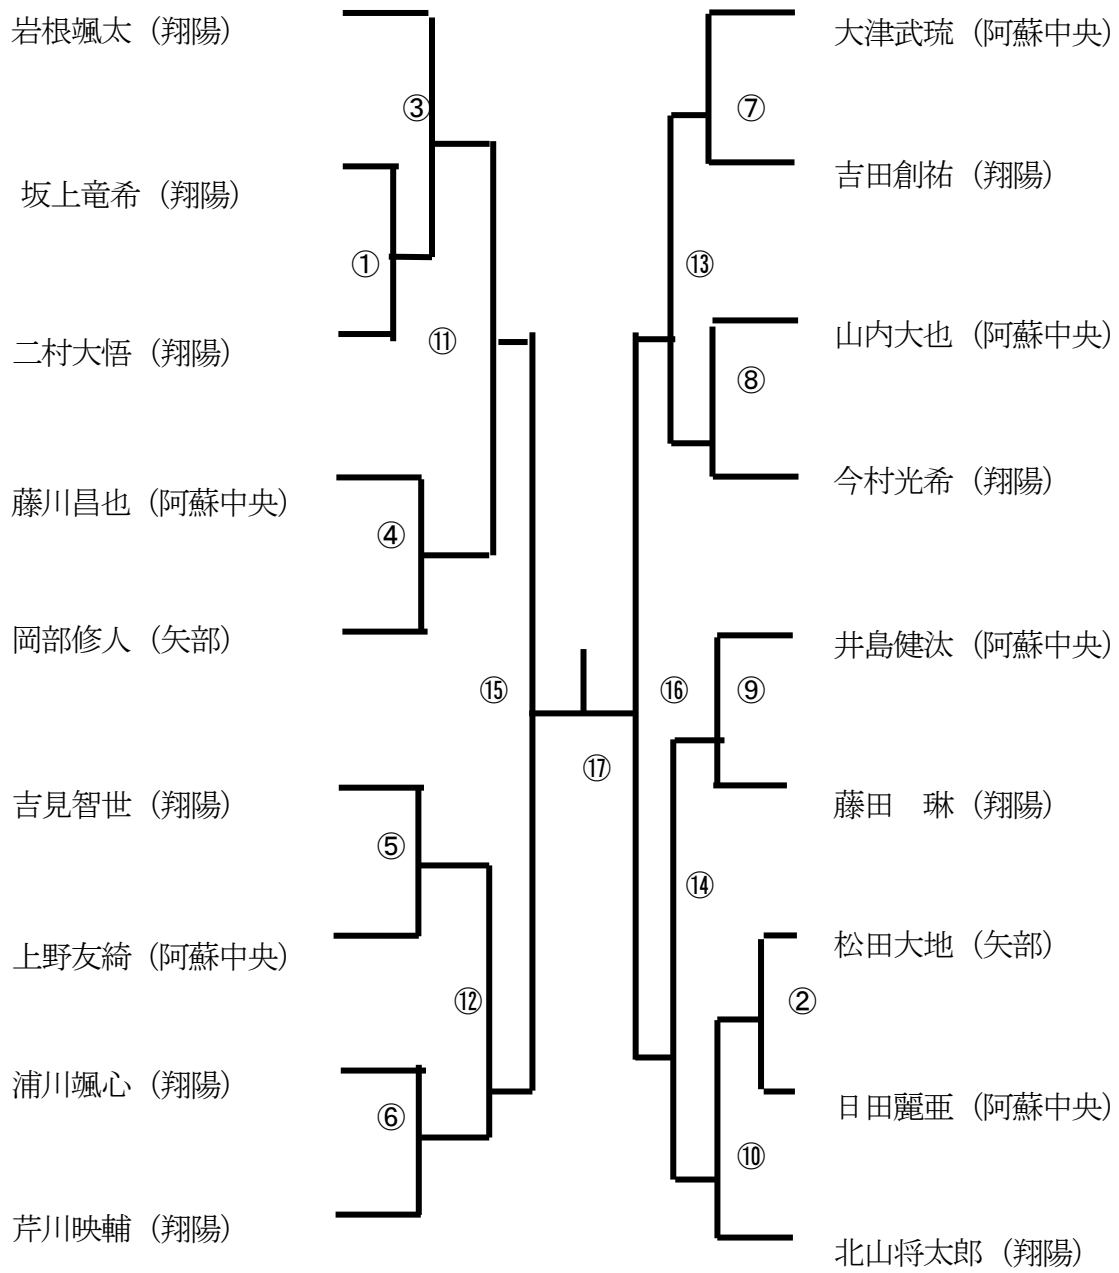 岩根颯太（翔陽）
③
坂上竜希（翔陽）
①
二村大悟（翔陽）
⑪
藤川昌也（阿蘇中央）
④
岡部修人（矢部）
⑮
吉見智世（翔陽）
⑤
上野友綺（阿蘇中央）
⑫
浦川颯心（翔陽）
⑥
芹川映輔（翔陽）
⑰
大津武琉（阿蘇中央）
⑦
吉田創祐（翔陽）
⑬
山内大也（阿蘇中央）
⑧
今村光希（翔陽）
井島健汰（阿蘇中央）
⑯
⑨
藤田　琳（翔陽）
⑭
松田大地（矢部）
②
日田麗亜（阿蘇中央）
⑩
北山将太郎（翔陽）